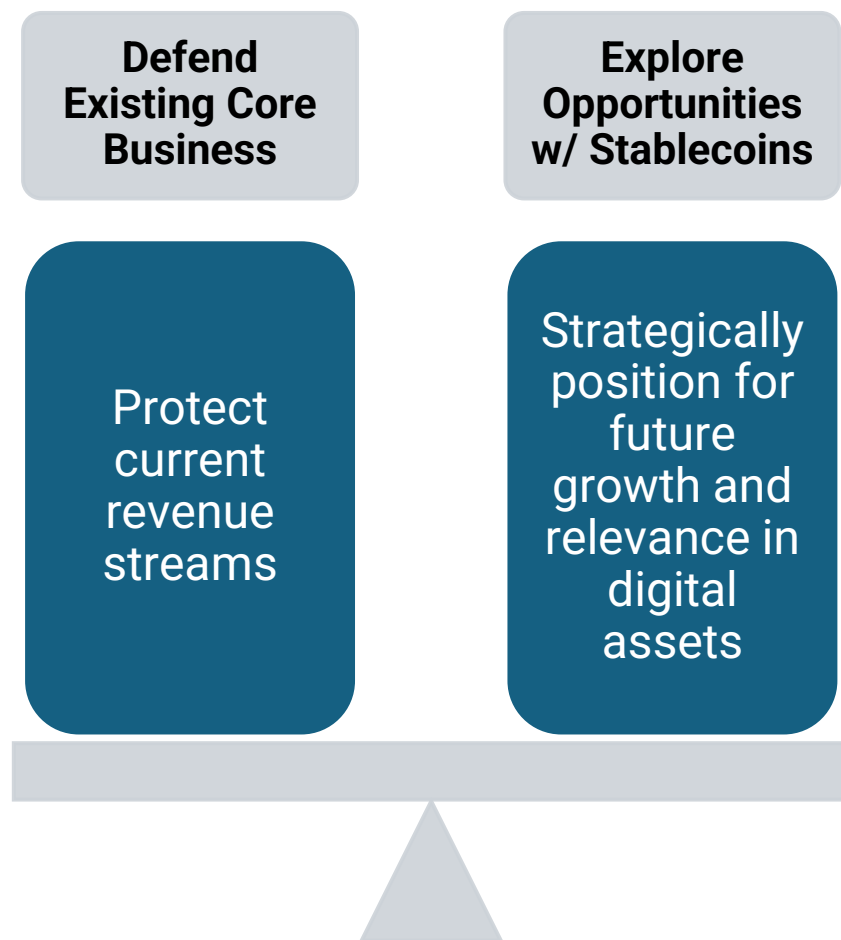 Defend
Existing Core
Business
Explore
Opportunities
w/ Stablecoins
Protect
current
revenue
streams
Strategically
position for
future
growth and
relevance in
digital
assets